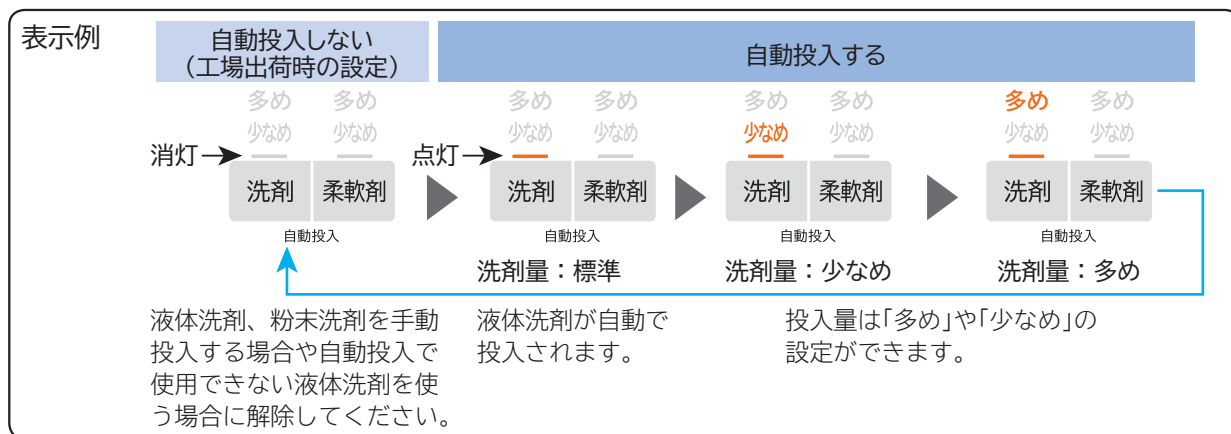 表示例
自動投入しない
（工場出荷時の設定）
自動投入する
多め 多め
少なめ 少なめ
消灯
洗剤 柔軟剤
自動投入
多め 多め
少なめ 少なめ
点灯
洗剤 柔軟剤
自動投入
洗剤量：標準
多め 多め
少なめ 少なめ
洗剤 柔軟剤
自動投入
洗剤量：少なめ
多め 多め
少なめ 少なめ
洗剤 柔軟剤
自動投入
洗剤量：多め
液体洗剤、粉末洗剤を手動
投入する場合や自動投入で
使用できない液体洗剤を使
う場合に解除してください。
液体洗剤が自動で
投入されます。
投入量は｢多め｣や｢少なめ｣の
設定ができます。